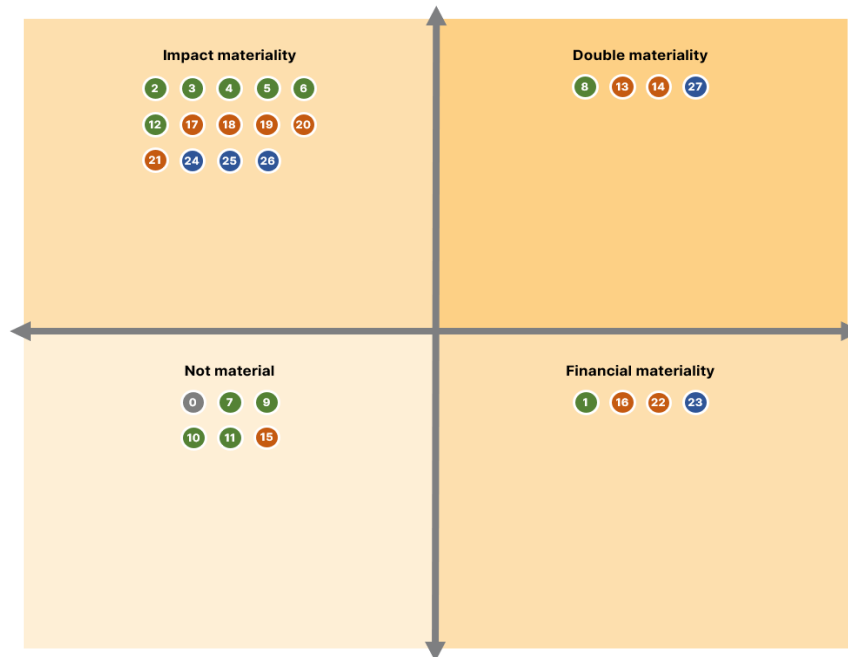 Impact materiality
2 3 4 5 6
12 17 18 19 20
21 24 25 26
Double materiality
8 13 14 27
Not material
0 7 9
10 11 15
Financial materiality
1 16 22 23